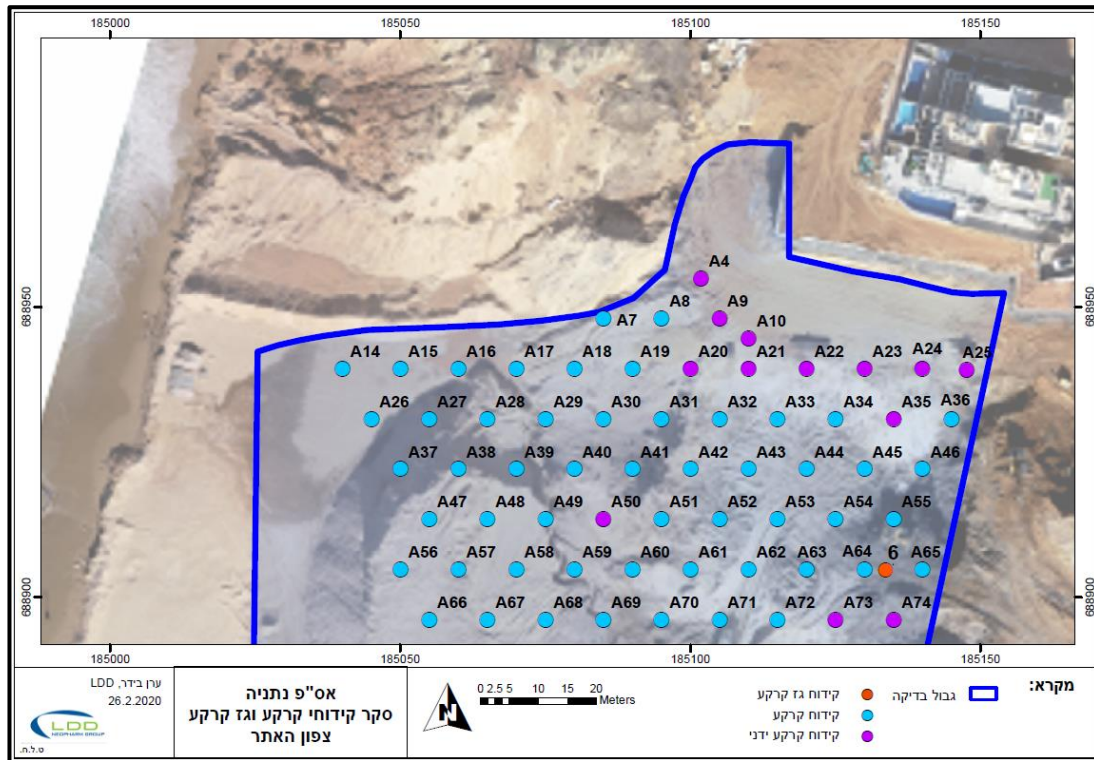 185000 185050 185100 185150
688950 688950
688900 688900
A4
A8 A9
A7 A10
A14 A15 A16 A17 A18 A19 A20 A21 A22 A23 A24 A25
A26 A27 A28 A29 A30 A31 A32 A33 A34 A35 A36
A37 A38 A39 A40 A41 A42 A43 A44 A45 A46
A47 A48 A49 A50 A51 A52 A53 A54 A55
A56 A57 A58 A59 A60 A61 A62 A63 A64 6 A65
A66 A67 A68 A69 A70 A71 A72 A73 A74
185000 185050 185100 185150
מקרא:
גבול בדיקה
קידוח גז קרקע
קידוח קרקע
קידוח קרקע ידני
N
0 2.5 5 10 15 20
Meters
אס"פ נתניה
סקר קידוחי קרקע וגז קרקע
צפון האתר
ערן בידר, LDD
26.2.2020
LDD
NEOPHARM GROUP
ט.ל.ח.